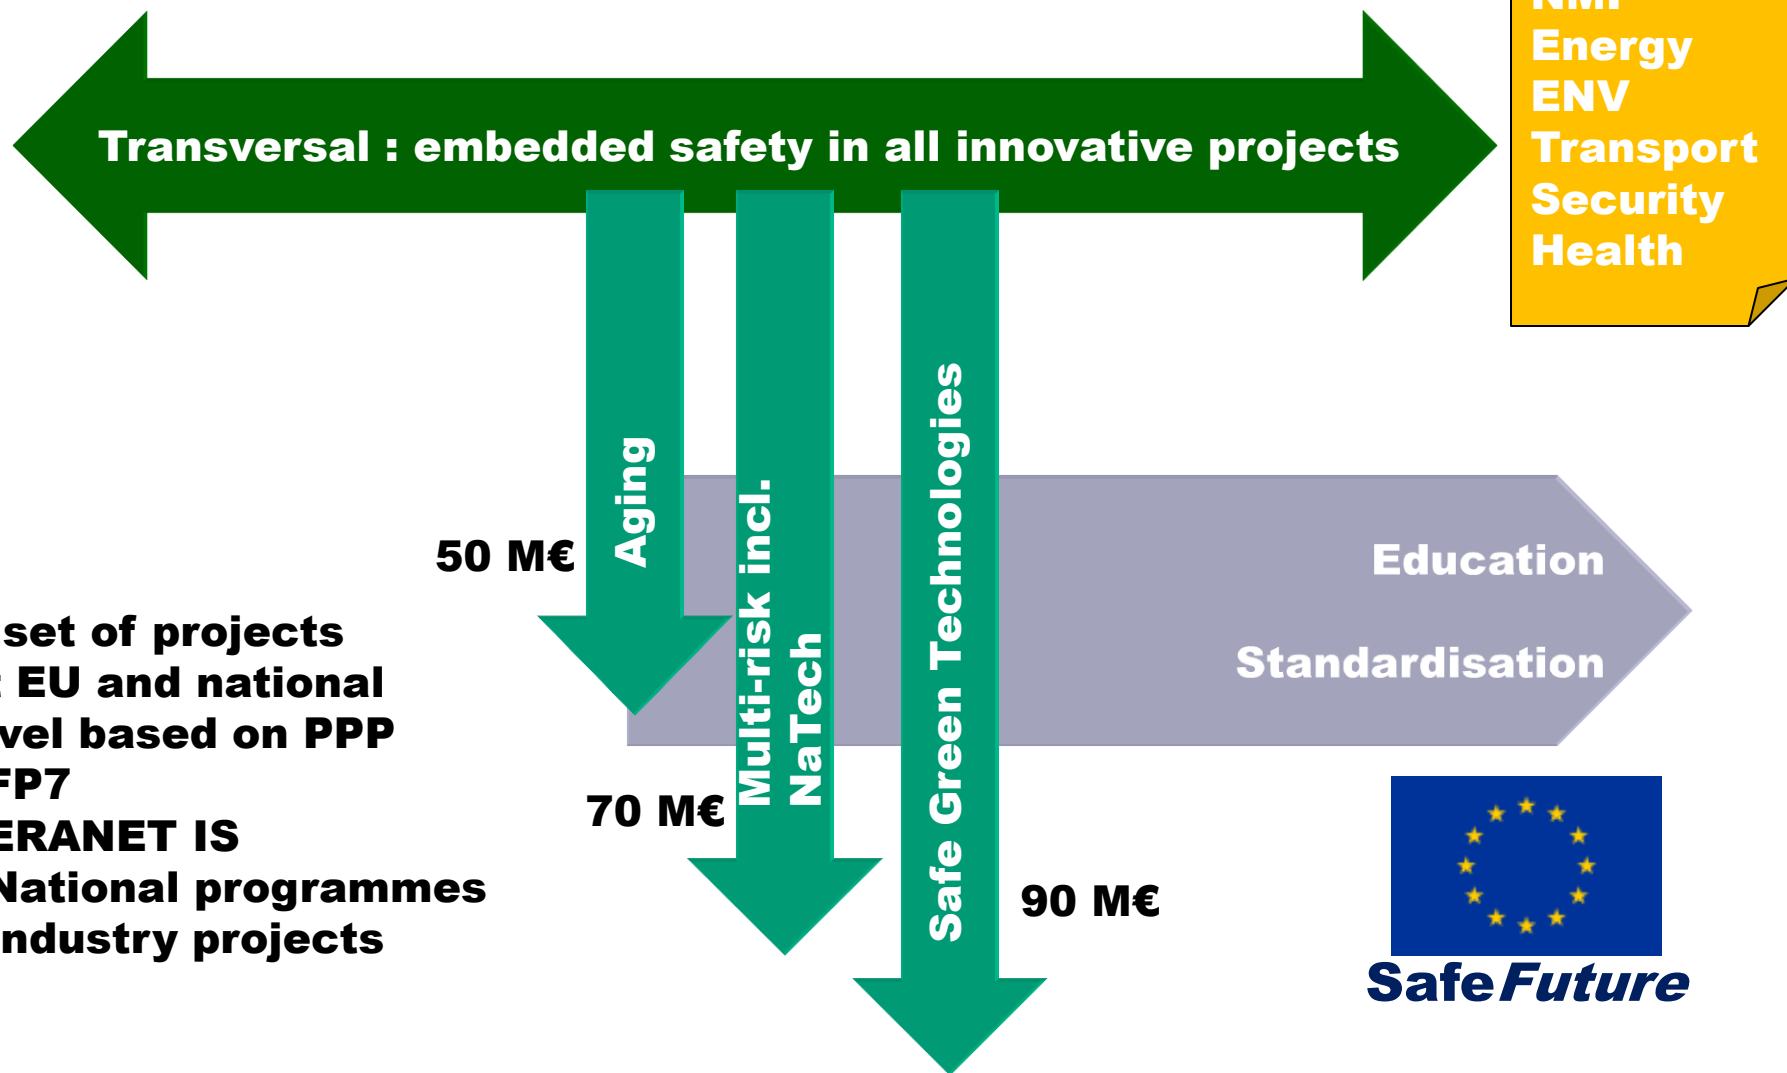 Energy
ENV
Transport
Security
Health
Transversal : embedded safety in all innovative projects
Aging
Multi-risk incl.
NaTech
Safe Green Technologies
50 M€
70 M€
90 M€
Education
Standardisation
set of projects
EU and national
based on PPP
FP7
ERANET IS
National programmes
industry projects
SafeFuture